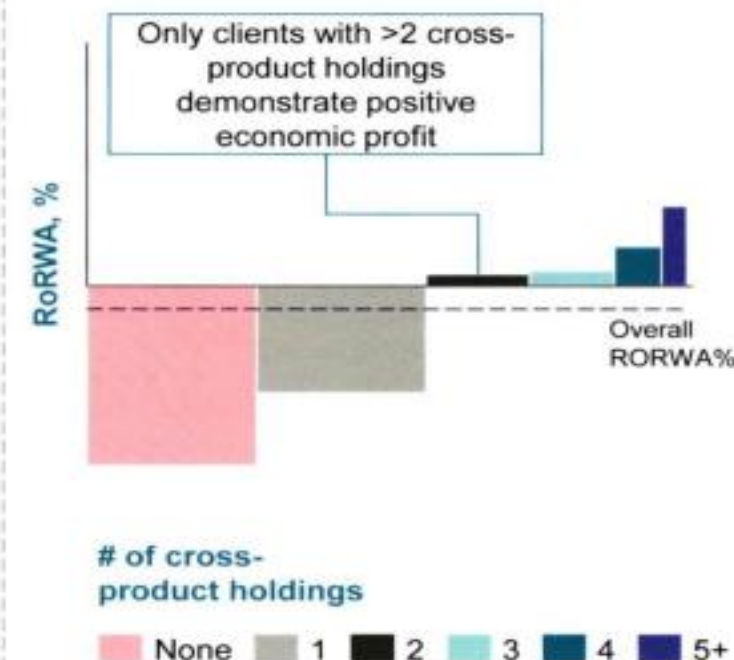 Only clients with >2 cross-
product holdings
demonstrate positive
economic profit
RoRWA, %
Overall
RORWA%
# of cross-
product holdings
None 1 2 3 4 5+